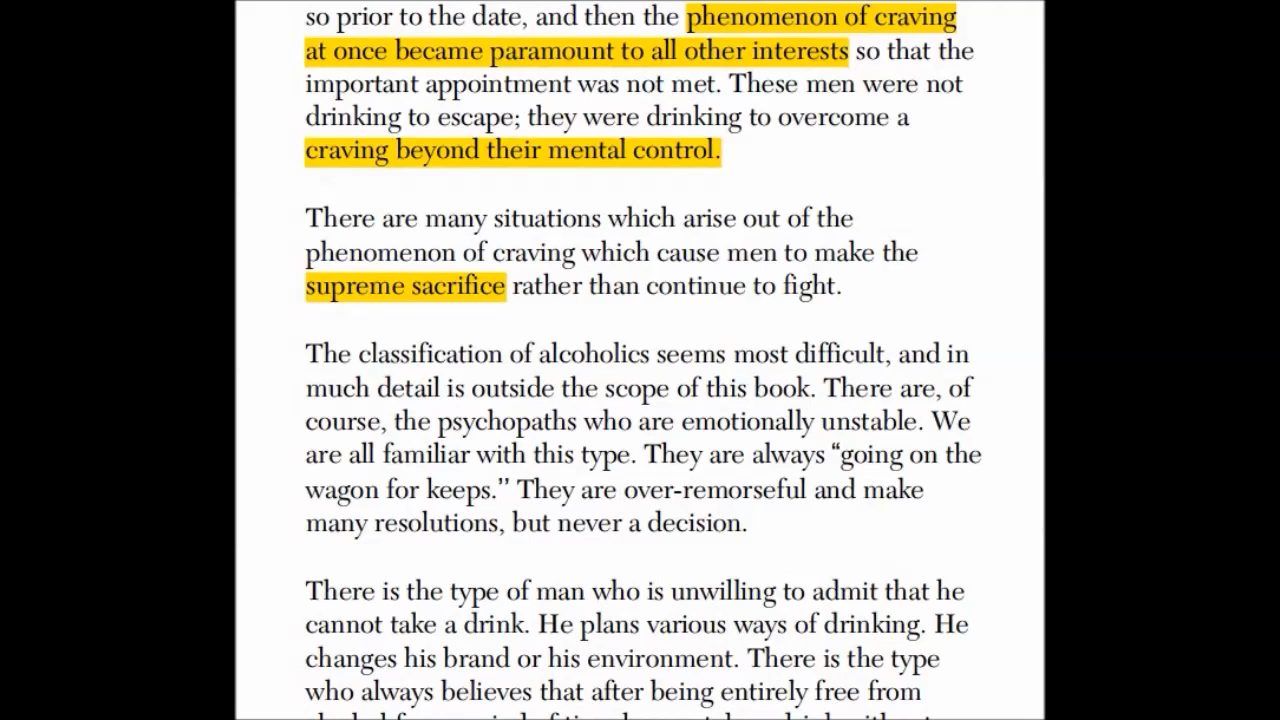 so prior to the date, and then the phenomenon of craving
at once became paramount to all other interests so that the
important appointment was not met. These men were not
drinking to escape; they were drinking to overcome a
craving beyond their mental control.
There are many situations which arise out of the
phenomenon of craving which cause men to make the
supreme sacrifice rather than continue to fight.
The classification of alcoholics seems most difficult, and in
much detail is outside the scope of this book. There are, of
course, the psychopaths who are emotionally unstable. We
are all familiar with this type. They are always “going on the
wagon for keeps.” They are over-remorseful and make
many resolutions, but never a decision.
There is the type of man who is unwilling to admit that he
cannot take a drink. He plans various ways of drinking. He
changes his brand or his environment. There is the type
who always believes that after being entirely free from